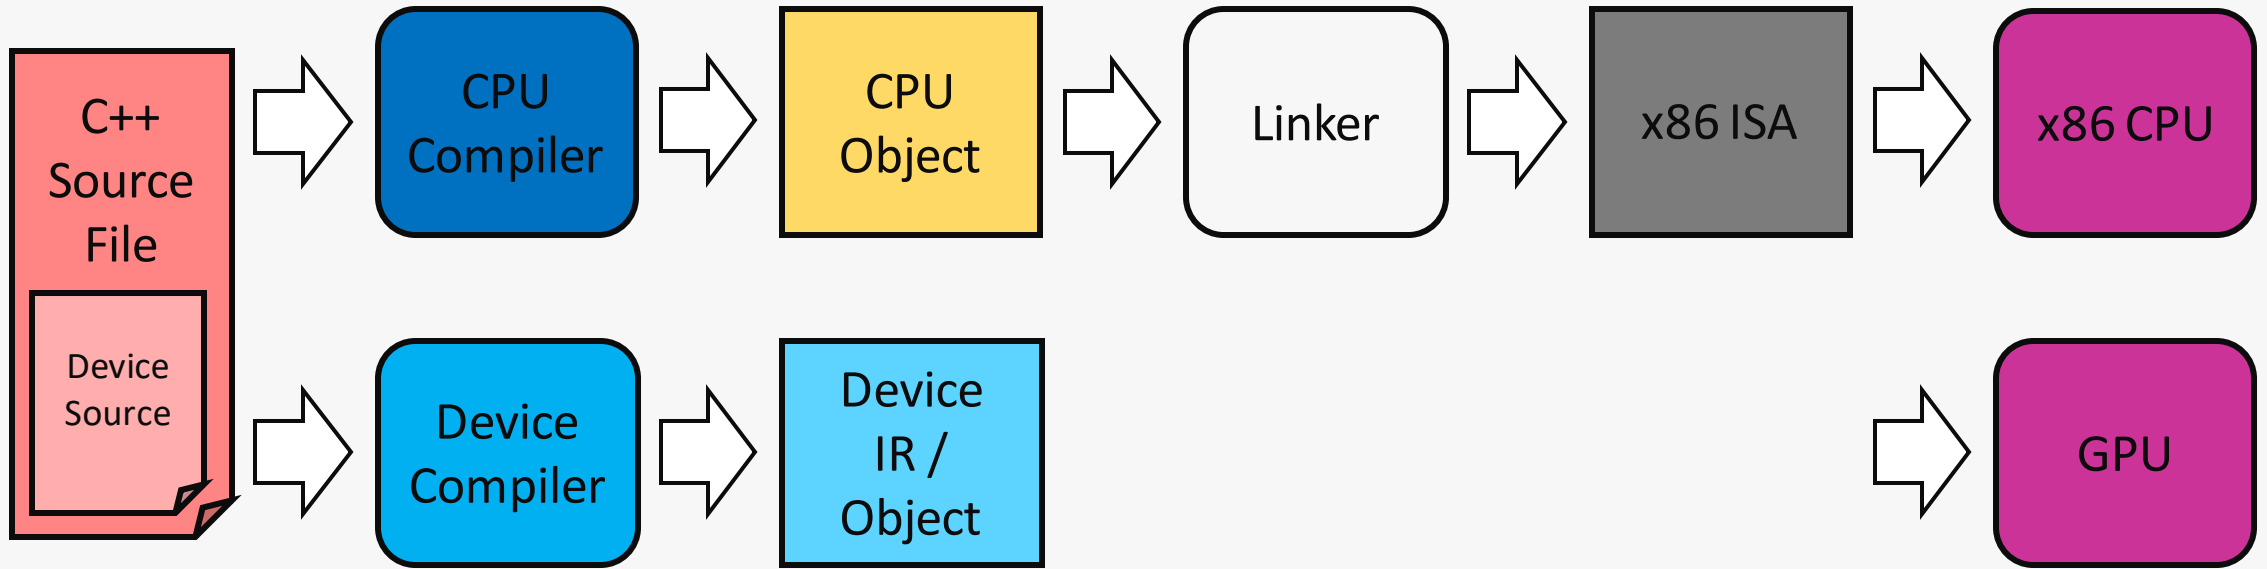 C++
Source
File
Device
Source
CPU
Compiler
CPU
Object
Linker
x86 ISA
x86 CPU
Device
Compiler
Device
IR /
Object
GPU